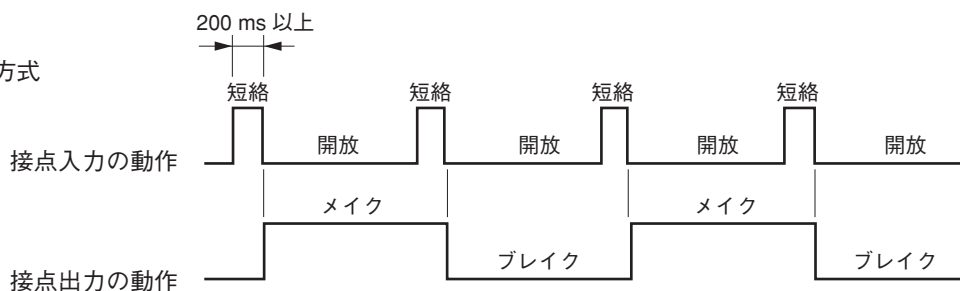 200 ms 以上
方式
短絡 短絡 短絡 短絡
接点入力の動作 開放 開放 開放 開放
メイク メイク
ブレイク ブレイク
接点出力の動作